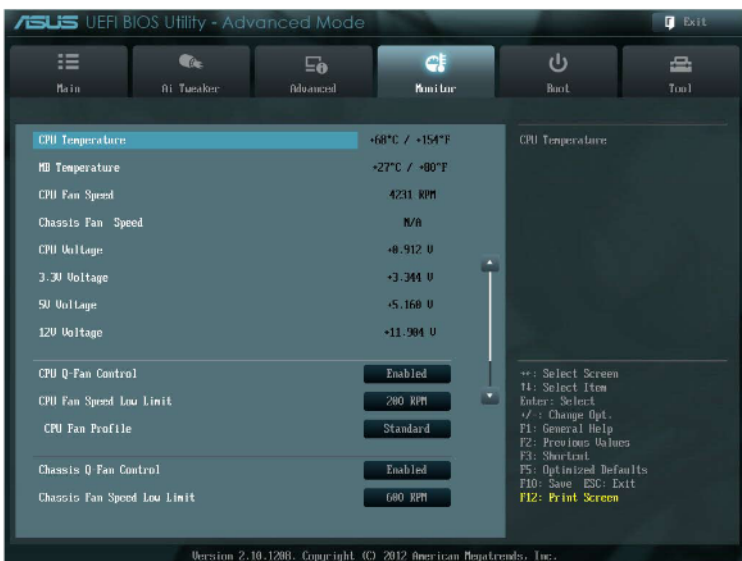 ASUS UEFI BIOS Utility - Advanced Mode
Exit
Main
Ai Tweaker
Advanced
Monitor
Boot
Tool
CPU Temperature +68°C / +154°F
MB Temperature +27°C / +80°F
CPU Fan Speed 4231 RPM
Chassis Fan Speed N/A
CPU Voltage +0.912 V
3.3V Voltage +3.344 V
5V Voltage +5.160 V
12V Voltage +11.904 V
CPU Q-Fan Control Enabled
CPU Fan Speed Low Limit 200 RPM
CPU Fan Profile Standard
Chassis Q-Fan Control Enabled
Chassis Fan Speed Low Limit 600 RPM
CPU Temperature
→←: Select Screen
↑↓: Select Item
Enter: Select
+/-: Change Opt.
F1: General Help
F2: Previous Values
F3: Shortcut
F5: Optimized Defaults
F10: Save ESC: Exit
F12: Print Screen
Version 2.10.1208. Copyright (C) 2012 American Megatrends, Inc.